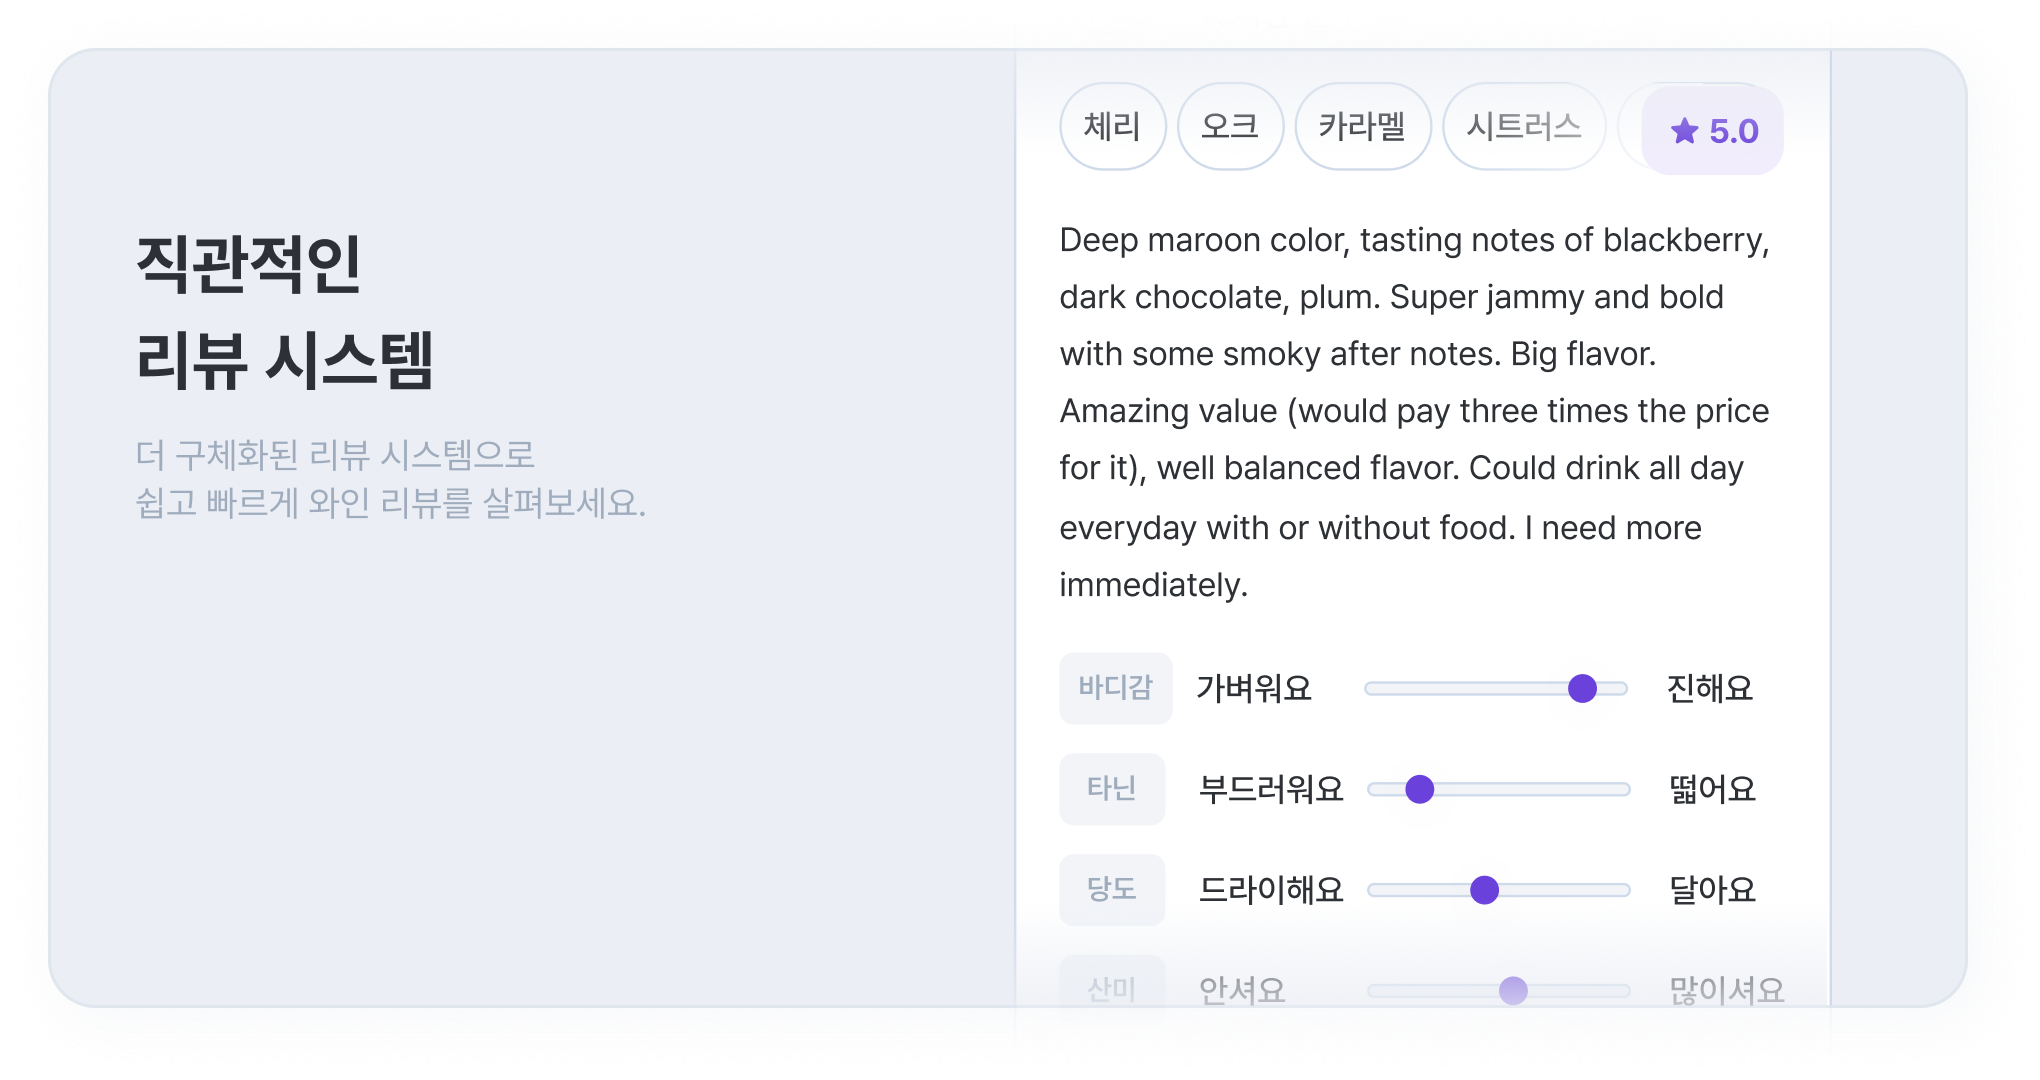 직관적인
리뷰 시스템
더 구체화된 리뷰 시스템으로
쉽고 빠르게 와인 리뷰를 살펴보세요.
체리 오크 카라멜 시트러스 5.0
Deep maroon color, tasting notes of blackberry,
dark chocolate, plum. Super jammy and bold
with some smoky after notes. Big flavor.
Amazing value (would pay three times the price
for it), well balanced flavor. Could drink all day
everyday with or without food. I need more
immediately.
바디감 가벼워요 진해요
타닌 부드러워요 떫어요
당도 드라이해요 달아요
산미 안셔요 많이셔요